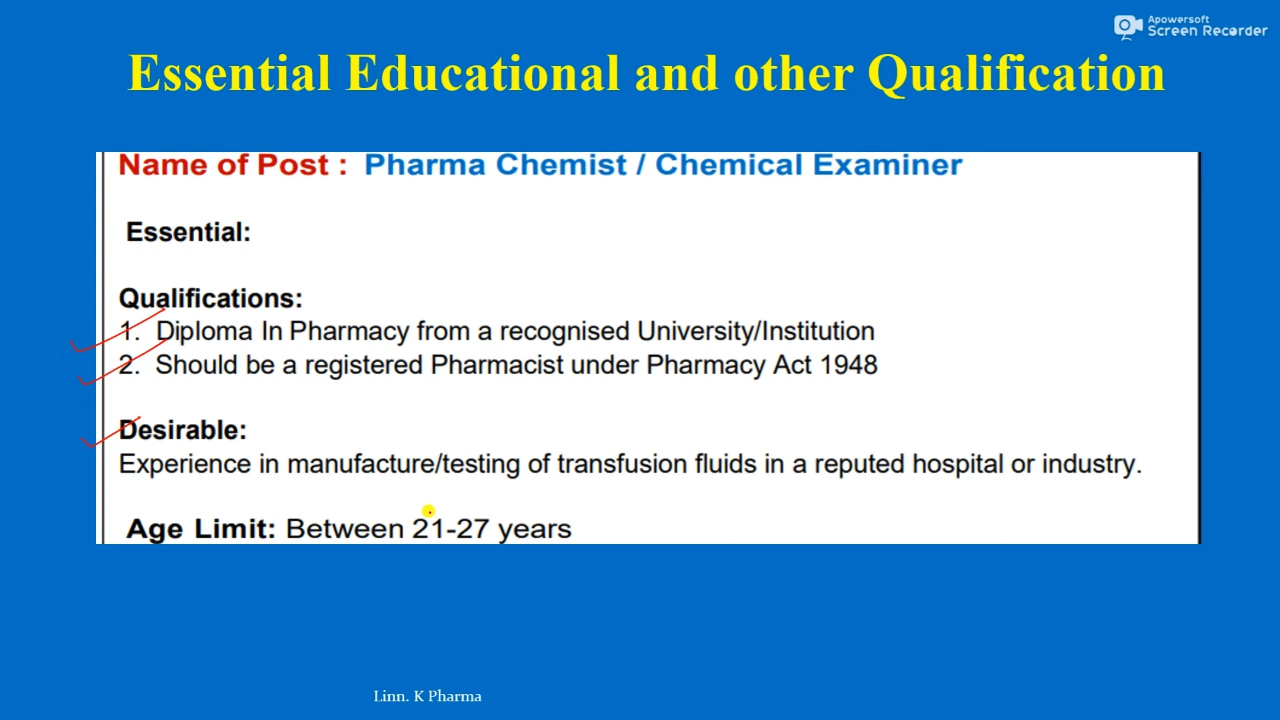 Apowersoft
Screen Recorder
Essential Educational and other Qualification
Name of Post : Pharma Chemist / Chemical Examiner
Essential:
Qualifications:
1. Diploma In Pharmacy from a recognised University/Institution
2. Should be a registered Pharmacist under Pharmacy Act 1948
Desirable:
Experience in manufacture/testing of transfusion fluids in a reputed hospital or industry.
Age Limit: Between 21-27 years
Linn. K Pharma